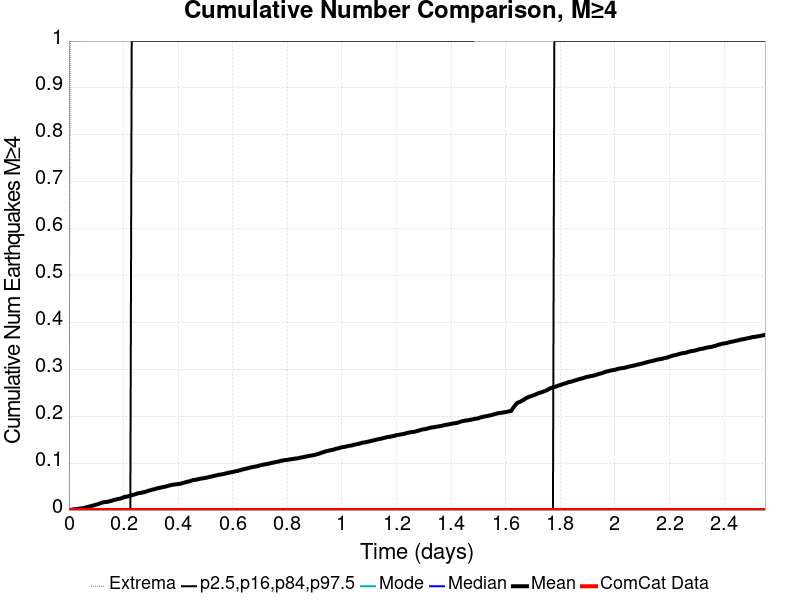 Cumulative Number Comparison, M≥4
Cumulative Num Earthquakes M≥4
1
0.9
0.8
0.7
0.6
0.5
0.4
0.3
0.2
0.1
0
0 0.2 0.4 0.6 0.8 1 1.2 1.4 1.6 1.8 2 2.2 2.4
Time (days)
Extrema p2.5,p16,p84,p97.5 Mode Median Mean ComCat Data